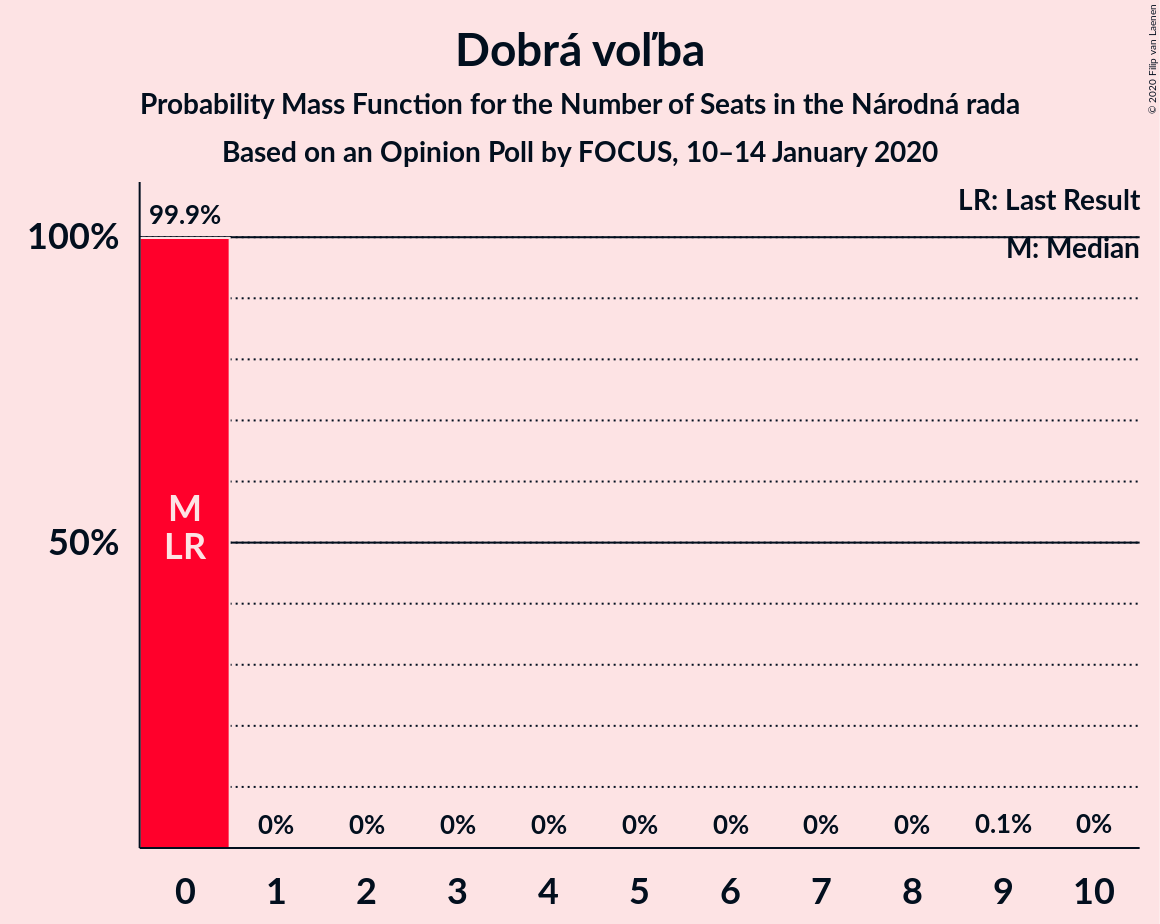 Dobrá voľba
Probability Mass Function for the Number of Seats in the Národná rada
Based on an Opinion Poll by FOCUS, 10–14 January 2020
© 2020 Filip van Laenen
LR: Last Result
M: Median
99.9%
100%
50%
M
LR
0% 0% 0% 0% 0% 0% 0% 0% 0.1% 0%
0 1 2 3 4 5 6 7 8 9 10